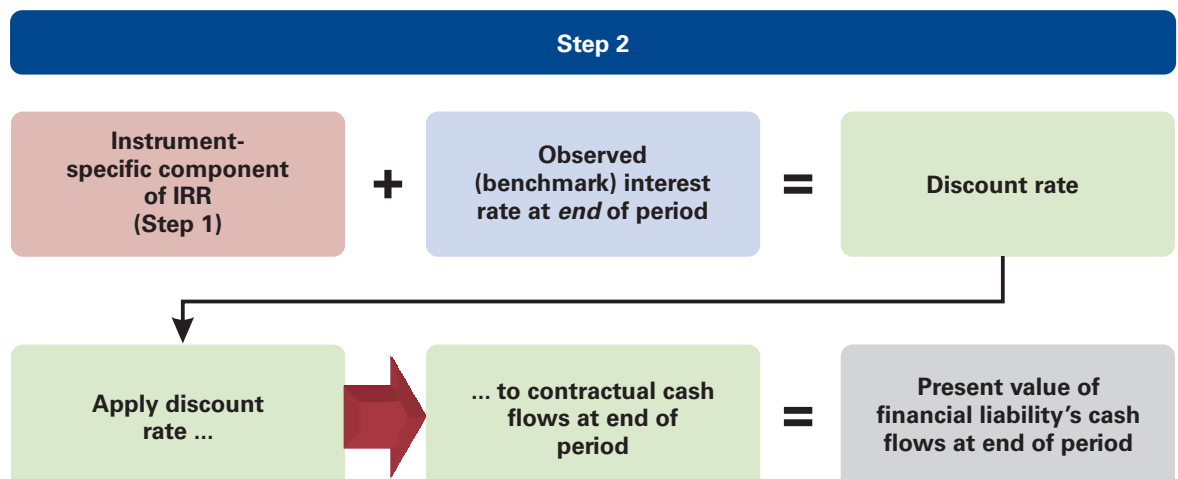 Step 2
Instrument-
specific component
of IRR
(Step 1)
+
Observed
(benchmark) interest
rate at end of period
=
Discount rate
Apply discount
rate ...
... to contractual cash
flows at end of
period
=
Present value of
financial liability's cash
flows at end of period